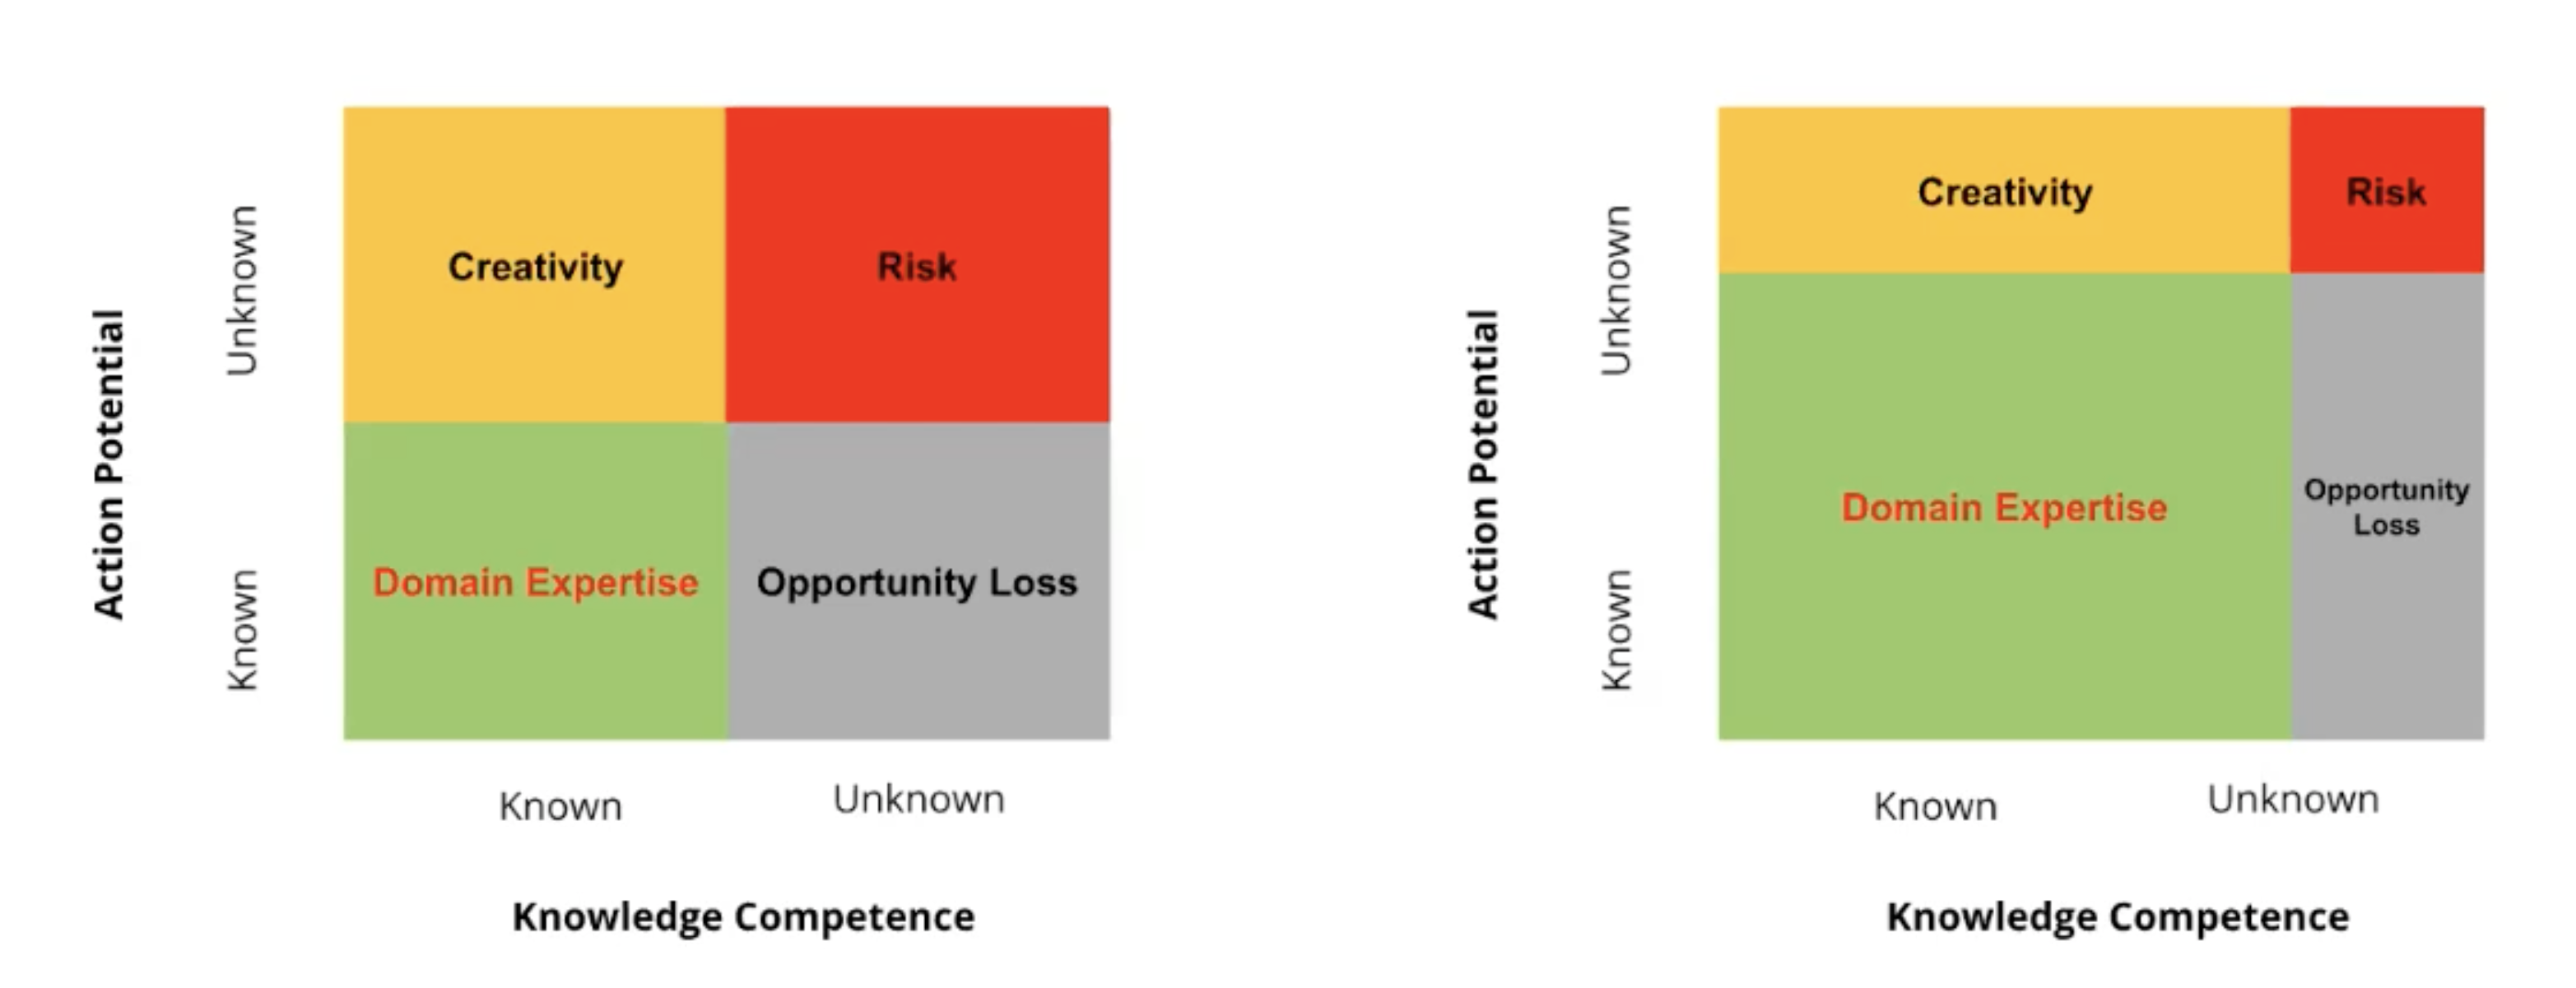 Action Potential
Unknown
Known
Creativity
Risk
Domain Expertise
Opportunity Loss
Known
Unknown
Knowledge Competence
Action Potential
Unknown
Known
Creativity
Risk
Domain Expertise
Opportunity
Loss
Known
Unknown
Knowledge Competence